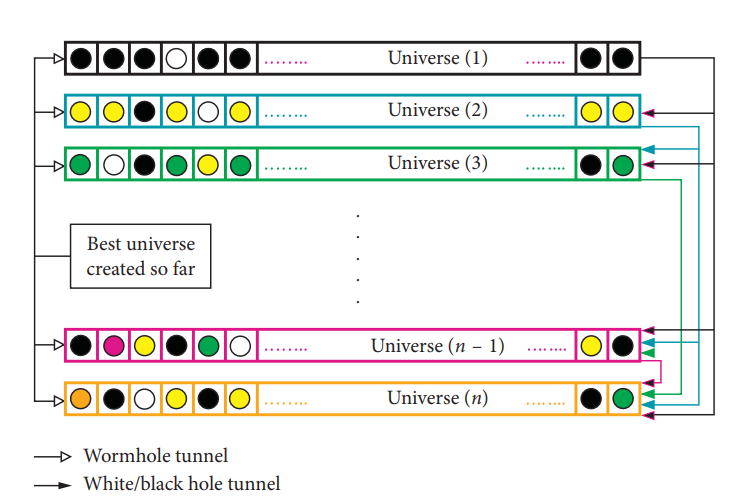 Universe (1)
Universe (2)
Universe (3)
Best universe
created so far
Universe (n – 1)
Universe (n)
Wormhole tunnel
White/black hole tunnel